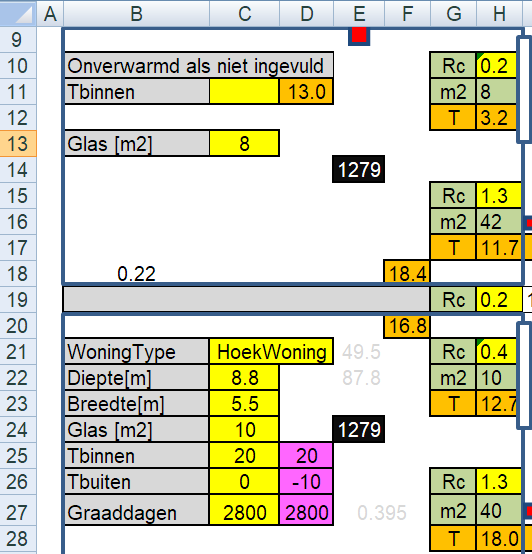 A B C D E F G H
9
10 Onverwarmd als niet ingevuld Rc 0.2
11 Tbinnen 13.0 m2 8
12 T 3.2
13 Glas [m2] 8
14 1279
15 Rc 1.3
16 m2 42
17 T 11.7
18 0.22 18.4
19 Rc 0.2 1
20 16.8
21 WoningType HoekWoning 49.5 Rc 0.4
22 Diepte[m] 8.8 87.8 m2 10
23 Breedte[m] 5.5 T 12.7
24 Glas [m2] 10 1279
25 Tbinnen 20 20
26 Tbuiten 0 -10 Rc 1.3
27 Graaddagen 2800 2800 0.395 m2 40
28 T 18.0